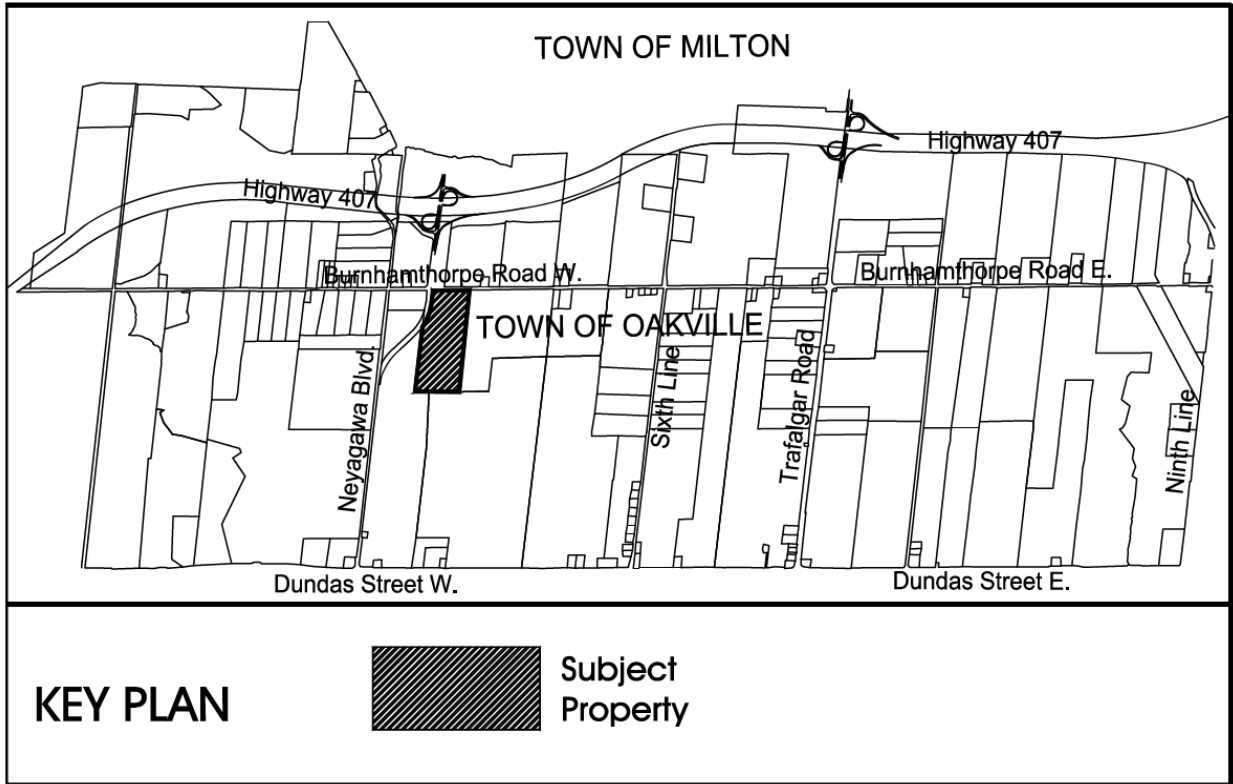 TOWN OF MILTON
Highway 407
Highway 407
Burnhamthorpe Road W.
Burnhamthorpe Road E.
TOWN OF OAKVILLE
Neyagawa Blvd.
Sixth Line
Trafalgar Road
Ninth Line
Dundas Street W.
Dundas Street E.
KEY PLAN
Subject
Property